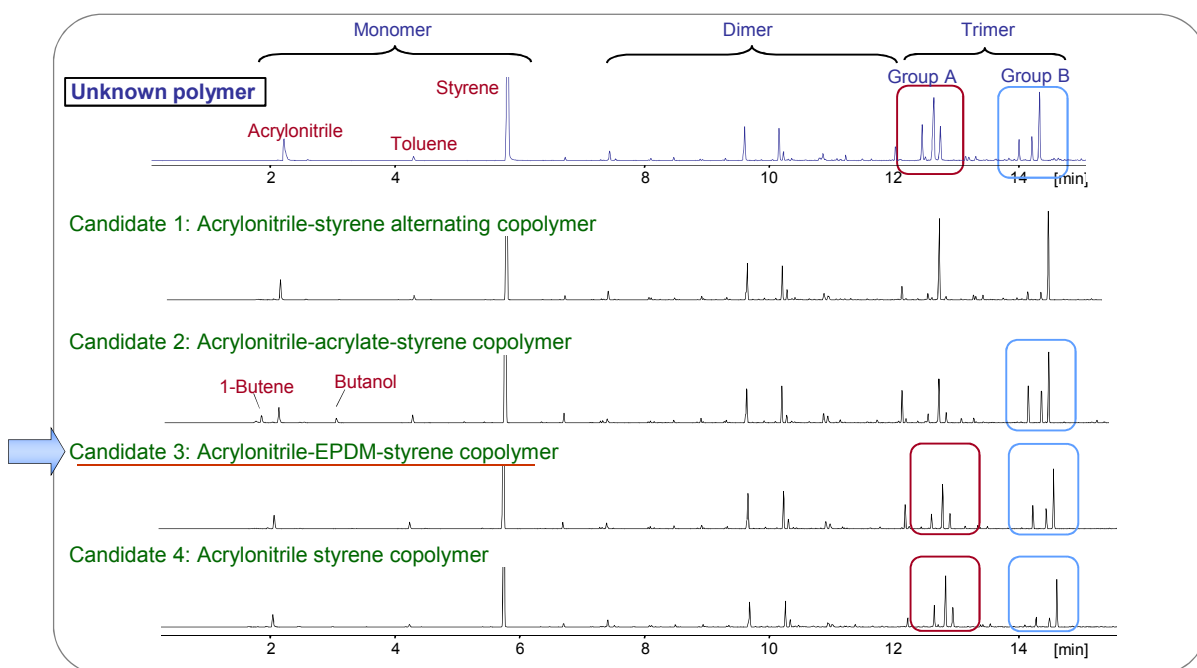 Monomer Dimer Trimer
Group A Group B
Unknown polymer
Styrene
Acrylonitrile
Toluene
2 4 6 8 10 12 14 [min]
Candidate 1: Acrylonitrile-styrene alternating copolymer
Candidate 2: Acrylonitrile-acrylate-styrene copolymer
1-Butene Butanol
Candidate 3: Acrylonitrile-EPDM-styrene copolymer
Candidate 4: Acrylonitrile styrene copolymer
2 4 6 8 10 12 14 [min]